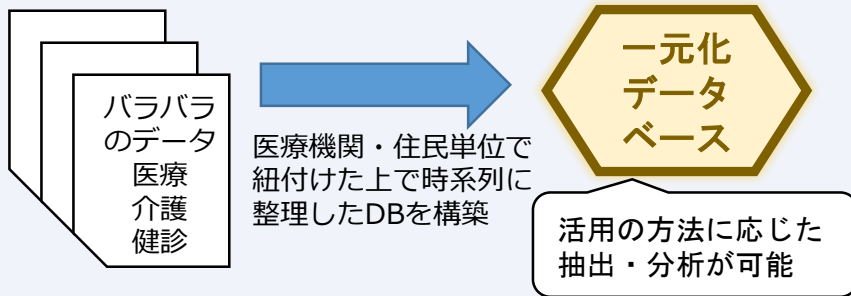 バラバラ
のデータ
医療
介護
健診
医療機関・住民単位で
紐付けた上で時系列に
整理したDBを構築
一元化
データ
ベース
活用の方法に応じた
抽出・分析が可能